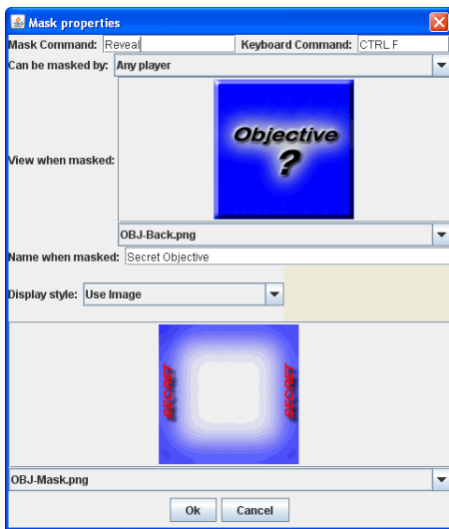 Mask properties
Mask Command: Reveal Keyboard Command: CTRL F
Can be masked by: Any player
Objective
?
View when masked:
OBJ-Back.png
Name when masked: Secret Objective
Display style: Use Image
SECRET SECRET
OBJ-Mask.png
Ok Cancel